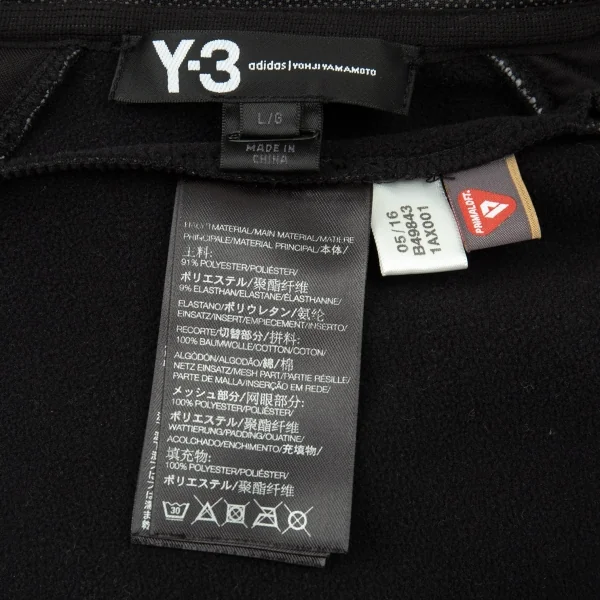 Y-3
adidas | YOHJI YAMAMOTO
L/G
MADE IN
CHINA
MATERIAL/MAIN MATERIAL/MATIÈRE
PRINCIPALE/MATERIAL PRINCIPAL/本体/
主料:
91% POLYESTER/POLIÉSTER/
ポリエステル/聚酯纤维
9% ELASTHAN/ELASTANE/ÉLASTHANNE/
ELASTANO/ポリウレタン/氨纶
EINSATZ/INSERT/EMPIECEMENT/INSERTO/
RECORTE/切替部分/拼料:
100% BAUMWOLLE/COTTON/COTON/
ALGODÓN/ALGODÃO/綿/棉
NETZ EINSATZ/MESH PART/PARTIE RÉSILLE/
PARTE DE MALLA/INSERÇÃO EM REDE/
メッシュ部分/网眼部分:
100% POLYESTER/POLIÉSTER/
ポリエステル/聚酯纤维
WATTIERUNG/PADDING/OUATINE/
ACOLCHADO/ENCHIMENTO/充填物/
填充物:
100% POLYESTER/POLIÉSTER/
ポリエステル/聚酯纤维
30
05/16
B49843
1AX001
PRIMALOFT